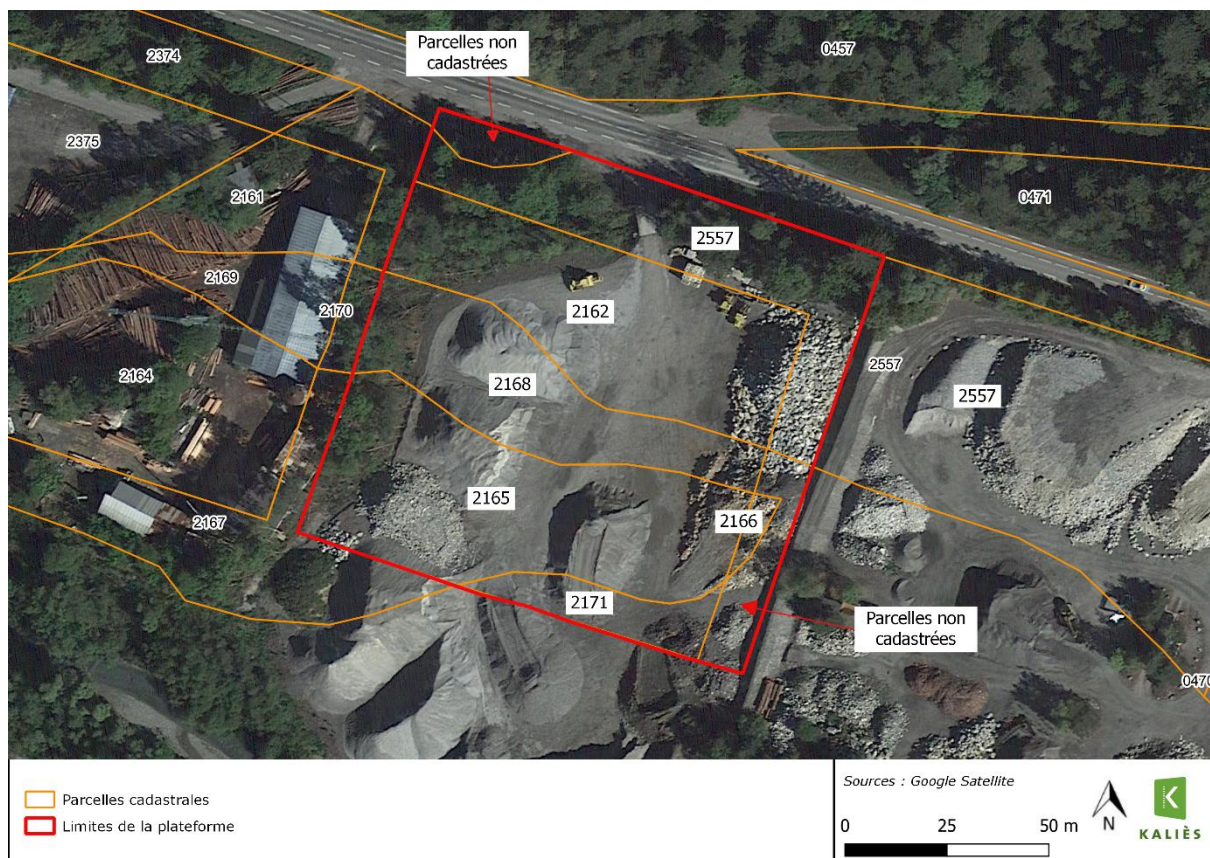 2374
Parcelles non
cadastrées
0457
2375
2161
0471
2557
2169
2170
2162
2557
2557
2164
2168
2165
2167
2166
2171
Parcelles non
cadastrées
0470
Parcelles cadastrales
Limites de la plateforme
Sources : Google Satellite
0 25 50 m
N
KALIÈS